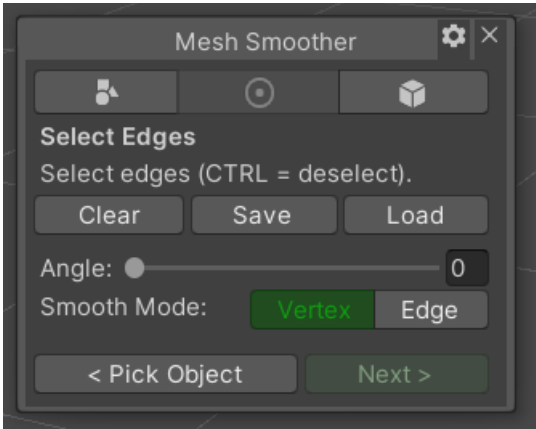 Mesh Smoother
Select Edges
Select edges (CTRL = deselect).
Clear Save Load
Angle: 0
Smooth Mode: Vertex Edge
< Pick Object Next >